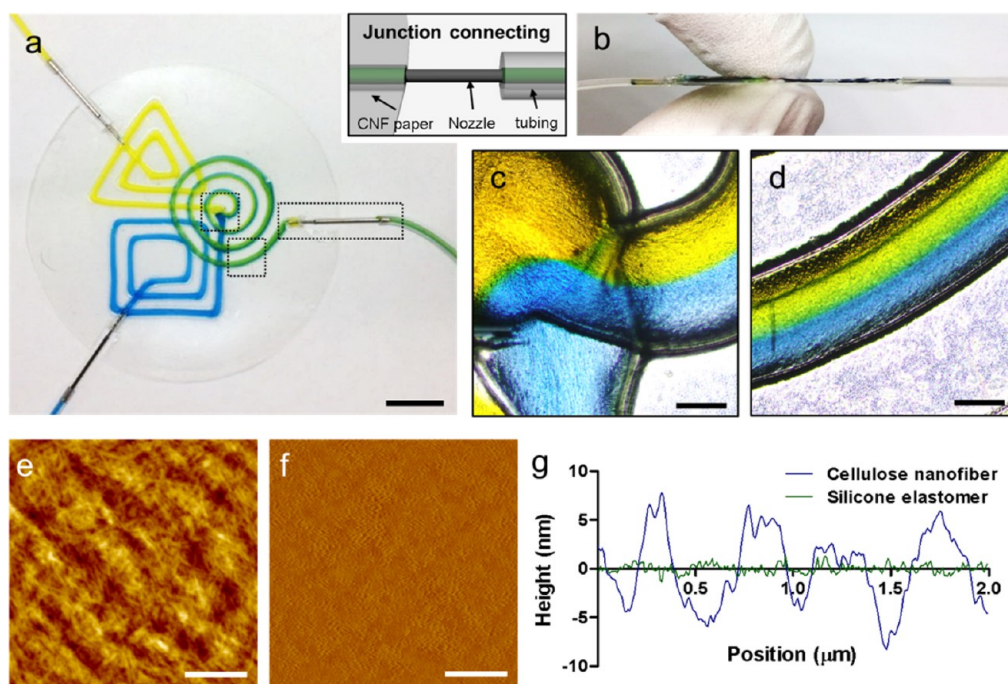 a
Junction connecting
CNF paper
Nozzle
tubing
b
c
d
e
f
g
Cellulose nanofiber
Silicone elastomer
Height (nm)
10
5
0
-5
-10
0.5
1.0
1.5
2.0
Position (μm)